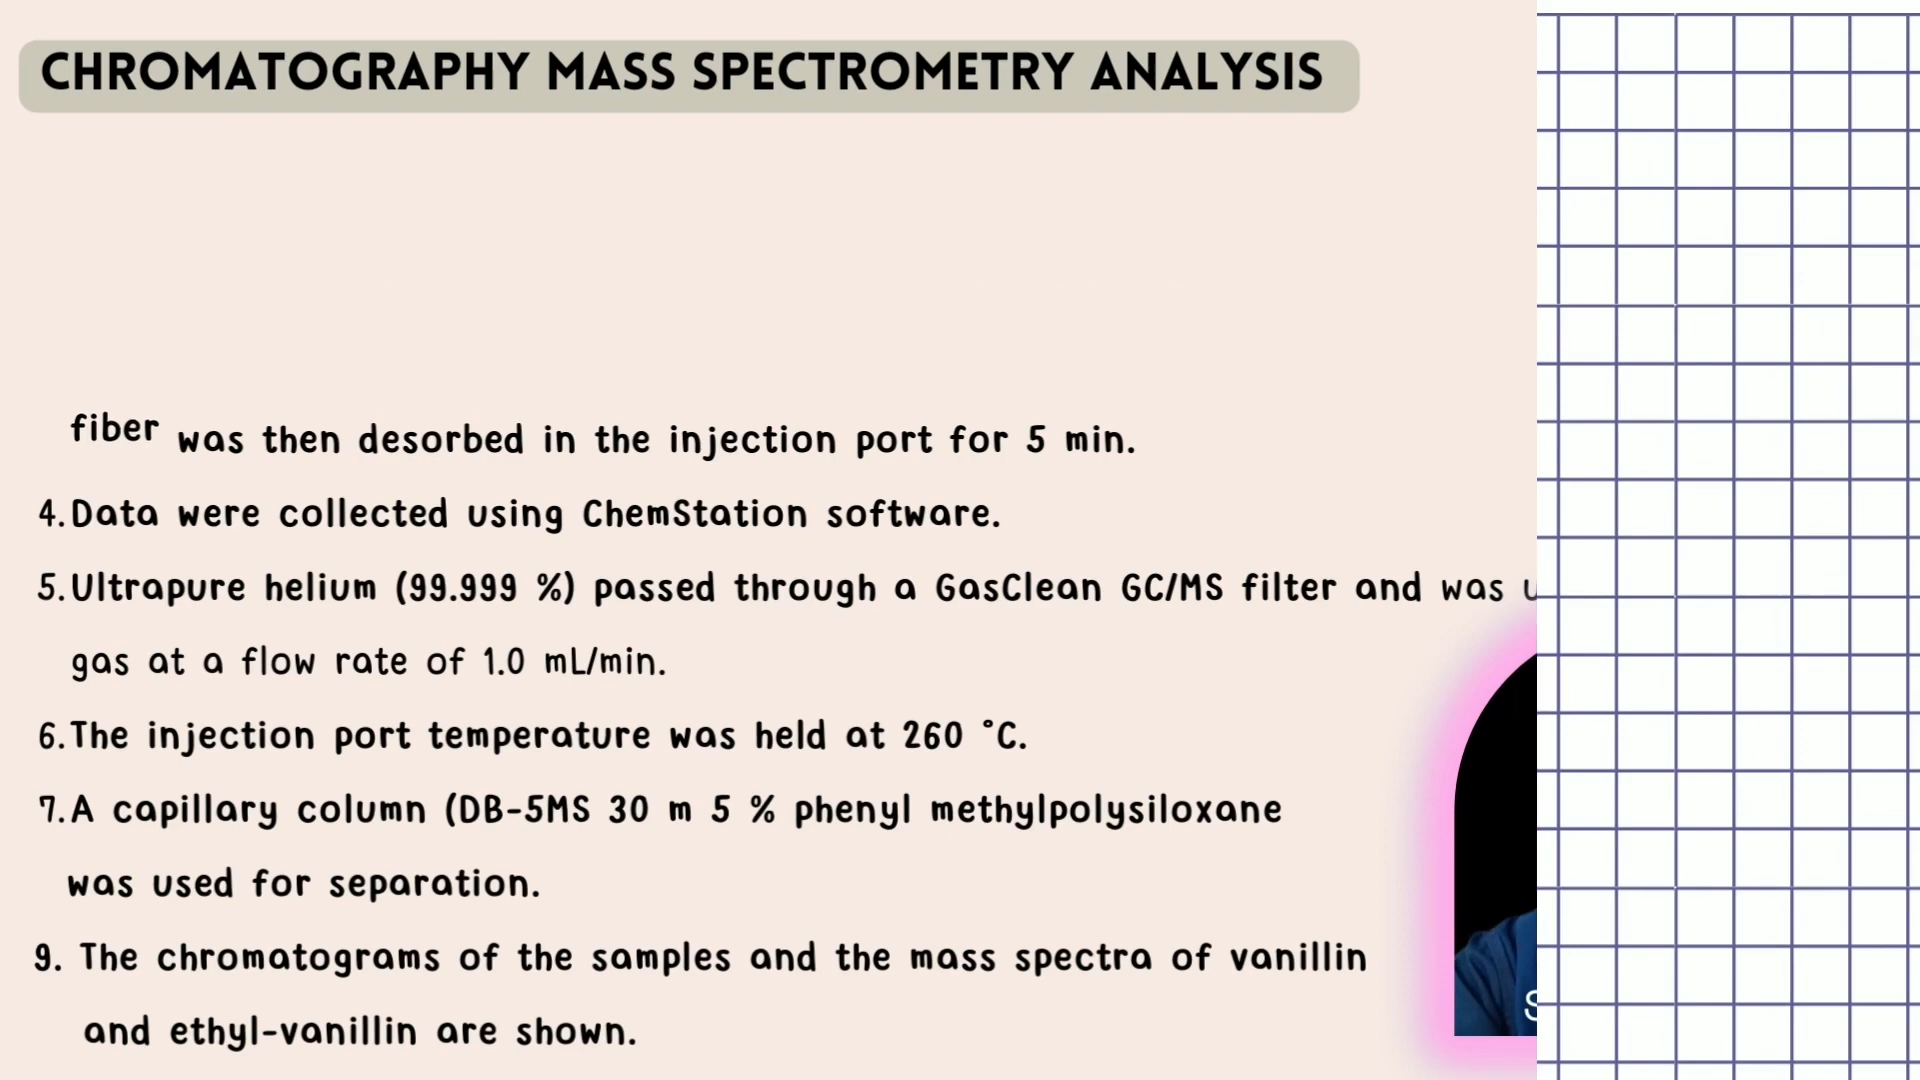 CHROMATOGRAPHY MASS SPECTROMETRY ANALYSIS
fiber was then desorbed in the injection port for 5 min.
4.Data were collected using ChemStation software.
5.Ultrapure helium (99.999 %) passed through a GasClean GC/MS filter and was
gas at a flow rate of 1.0 mL/min.
6.The injection port temperature was held at 260 °C.
7.A capillary column (DB-5MS 30 m 5 % phenyl methylpolysiloxane
was used for separation.
9. The chromatograms of the samples and the mass spectra of vanillin
and ethyl-vanillin are shown.